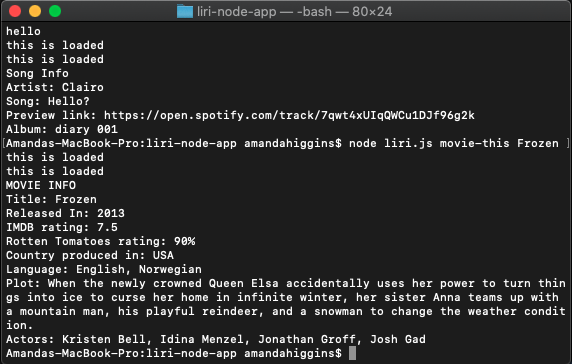 liri-node-app — -bash — 80×24
hello
this is loaded
this is loaded
Song Info
Artist: Clairo
Song: Hello?
Preview link: https://open.spotify.com/track/7qwt4xUIqQWCu1DJf96g2k
Album: diary 001
[Amandas-MacBook-Pro:liri-node-app amandahiggins$ node liri.js movie-this Frozen ]
this is loaded
this is loaded
MOVIE INFO
Title: Frozen
Released In: 2013
IMDB rating: 7.5
Rotten Tomatoes rating: 90%
Country produced in: USA
Language: English, Norwegian
Plot: When the newly crowned Queen Elsa accidentally uses her power to turn thin
gs into ice to curse her home in infinite winter, her sister Anna teams up with
a mountain man, his playful reindeer, and a snowman to change the weather condit
ion.
Actors: Kristen Bell, Idina Menzel, Jonathan Groff, Josh Gad
Amandas-MacBook-Pro:liri-node-app amandahiggins$